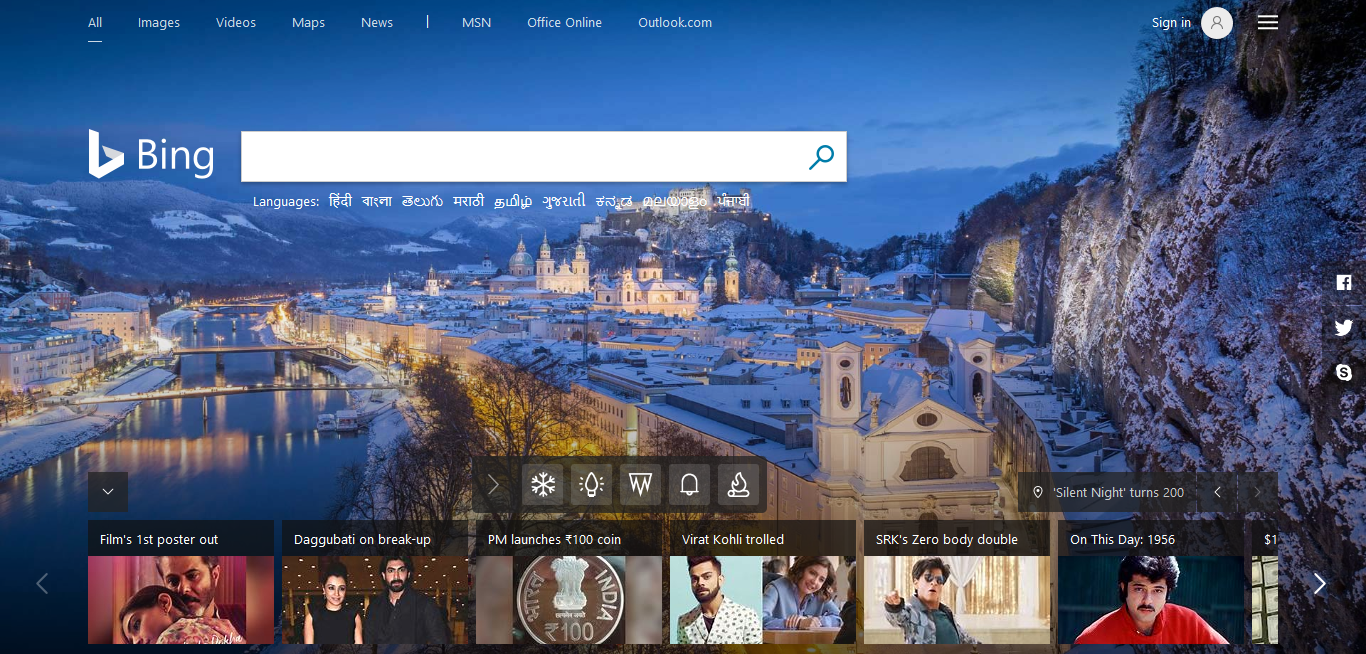 All Images Videos Maps News | MSN Office Online Outlook.com Sign in
Bing
Languages: हिंदी বাংলা తెలుగు मराठी தமிழ் ગુજરાતી ಕನ್ನಡ മലയാളം ਪੰਜਾਬੀ
'Silent Night' turns 200
Film's 1st poster out Daggubati on break-up PM launches ₹100 coin Virat Kohli trolled SRK's Zero body double On This Day: 1956 $1
भारत INDIA
₹100